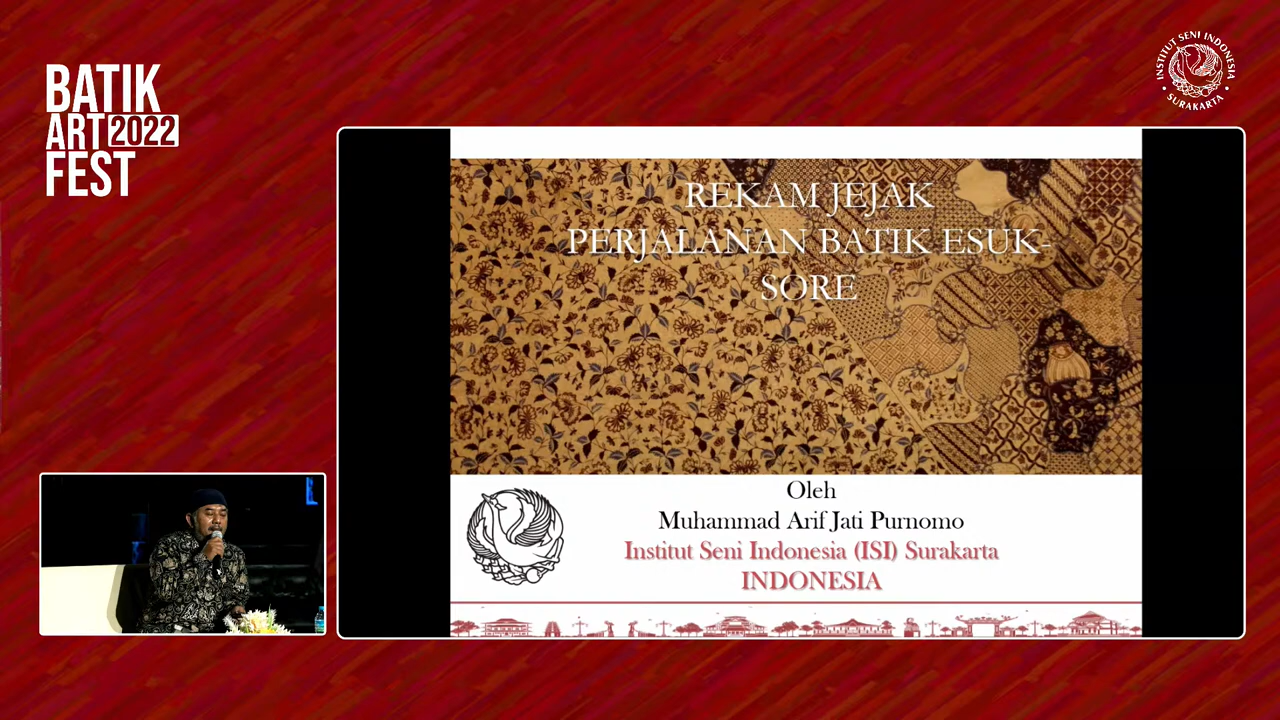 BATIK
ART 2022
FEST
INSTITUT SENI INDONESIA
• SURAKARTA •
REKAM JEJAK
PERJALANAN BATIK ESUK-
SORE
Oleh
Muhammad Arif Jati Purnomo
Institut Seni Indonesia (ISI) Surakarta
INDONESIA